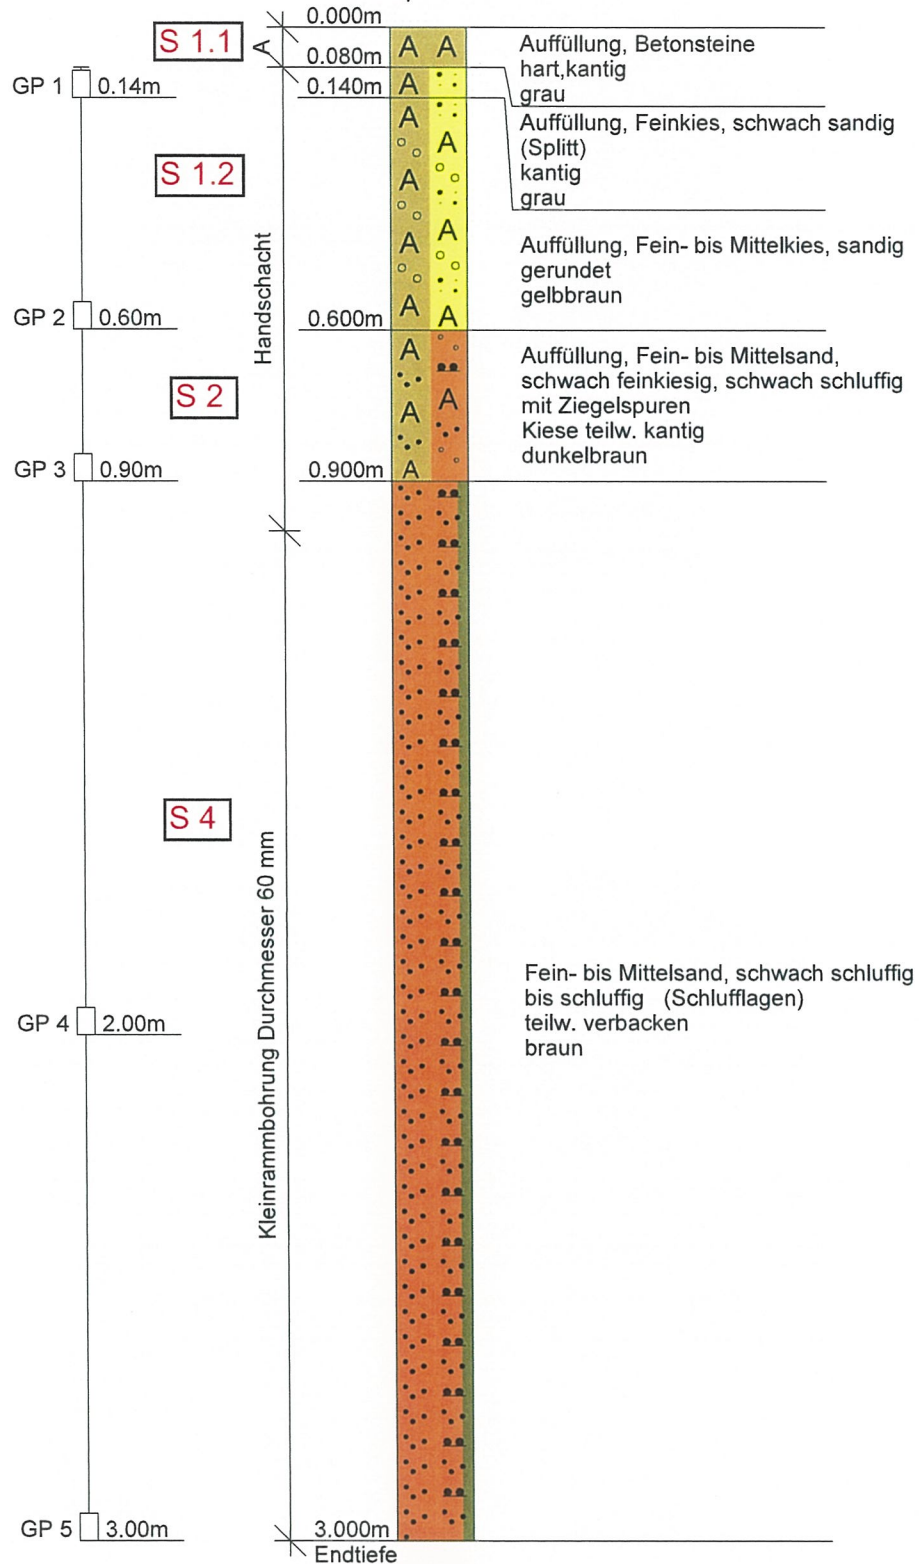 0.000m
S 1.1
A
A A
Auffüllung, Betonsteine
hart,kantig
grau
0.080m
GP 1
0.14m
0.140m
A
A
A
Auffüllung, Feinkies, schwach sandig
(Splitt)
kantig
grau
S 1.2
A
A
A
Auffüllung, Fein- bis Mittelkies, sandig
gerundet
gelbbraun
Handschacht
GP 2
0.60m
0.600m
A
A
A
Auffüllung, Fein- bis Mittelsand,
schwach feinkiesig, schwach schluffig
mit Ziegelspuren
Kiese teilw. kantig
dunkelbraun
S 2
A
A
GP 3
0.90m
0.900m
A
S 4
Kleinrammbohrung Durchmesser 60 mm
Fein- bis Mittelsand, schwach schluffig
bis schluffig (Schlufflagen)
teilw. verbacken
braun
GP 4
2.00m
GP 5
3.00m
3.000m
Endtiefe